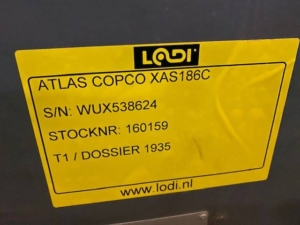 LODI
ATLAS COPCO XAS186C
S/N: WUX538624
STOCKNR: 160159
T1 / DOSSIER 1935
www.lodi.nl